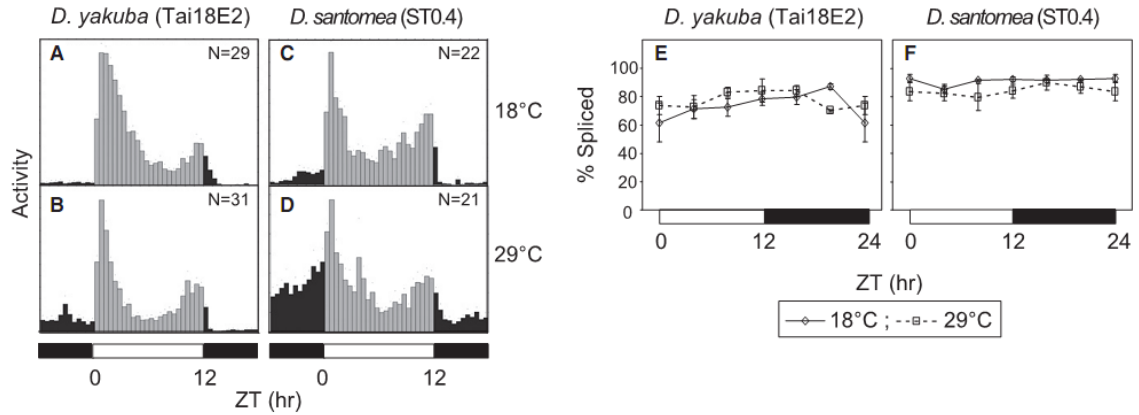 D. yakuba (Tai18E2) D. santomea (ST0.4)
A N=29
C N=22
18°C
B N=31
D N=21
29°C
Activity
0 12 0 12
ZT (hr)
D. yakuba (Tai18E2) D. santomea (ST0.4)
E F
100
80
60
40
20
0
% Spliced
0 12 24 0 12 24
ZT (hr)
18°C ; 29°C